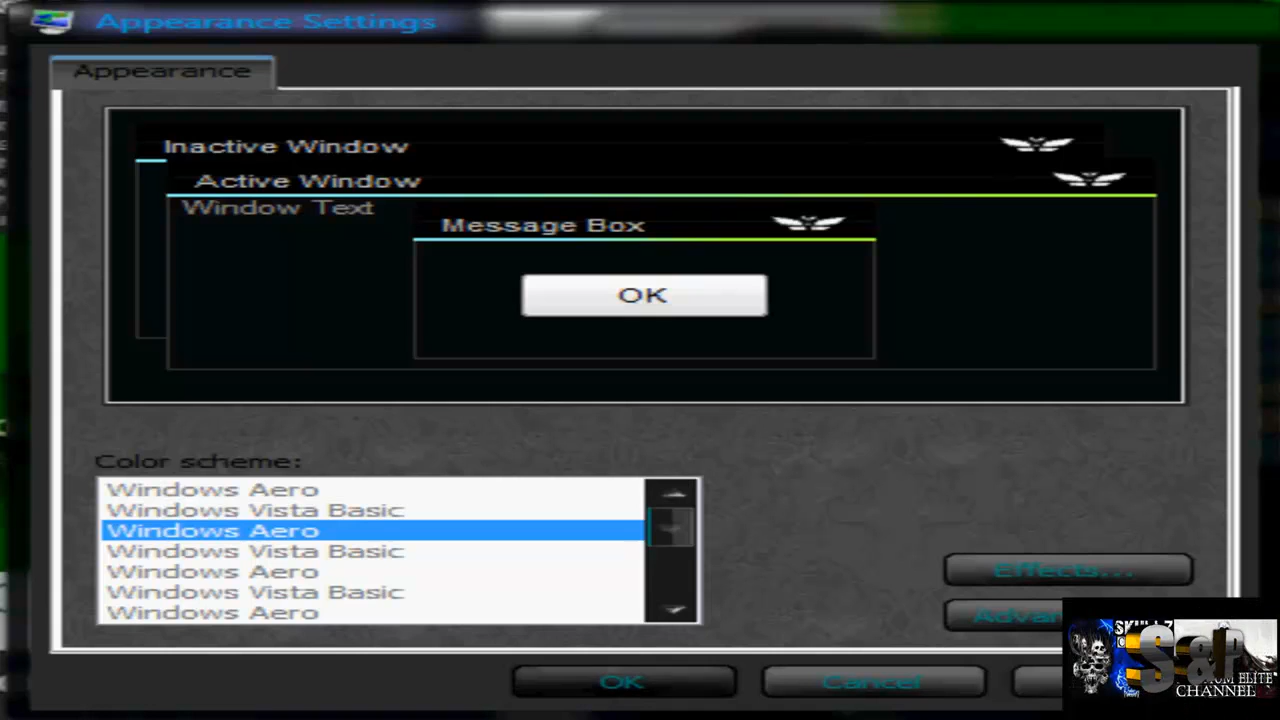 Appearance Settings
Appearance
Inactive Window
Active Window
Window Text
Message Box
OK
Color scheme:
Windows Aero
Windows Vista Basic
Windows Aero
Windows Vista Basic
Windows Aero
Windows Vista Basic
Windows Aero
Effects...
OK
Cancel
S&P
CHANNEL